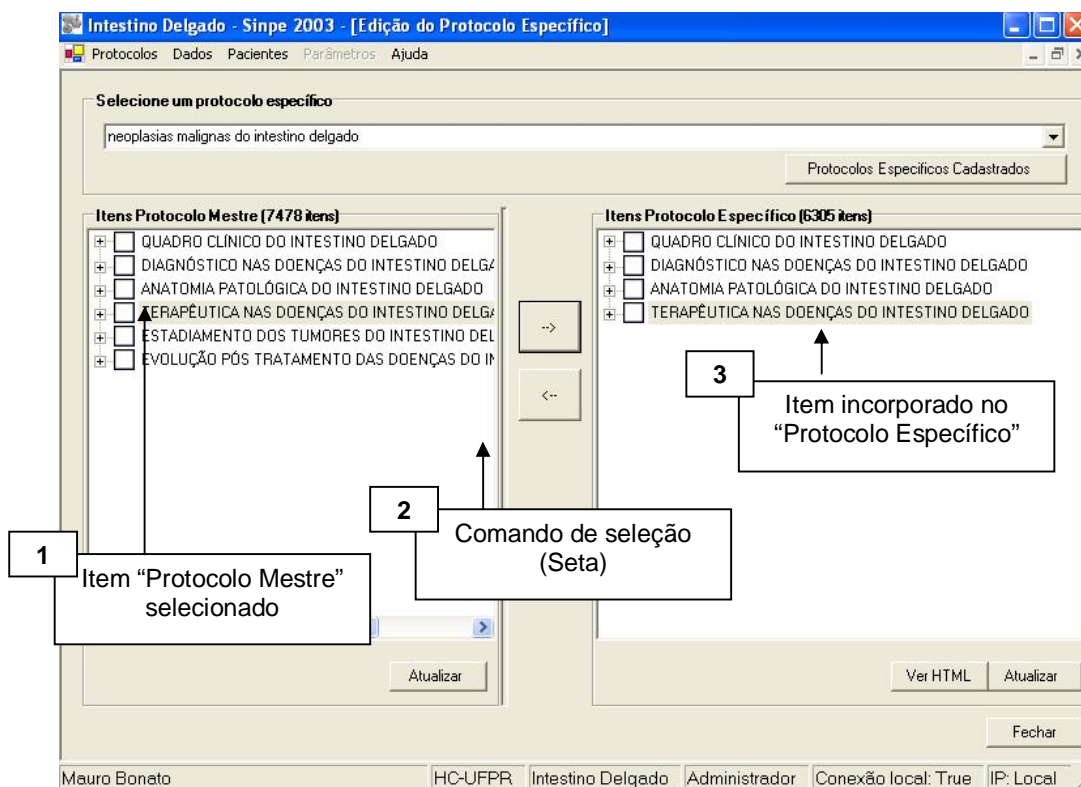 Intestino Delgado - Sinpe 2003 - [Edição do Protocolo Específico]
Protocolos Dados Pacientes Parâmetros Ajuda
Selecione um protocolo específico
neoplasias malignas do intestino delgado
Protocolos Especificos Cadastrados
Itens Protocolo Mestre (7478 itens)
QUADRO CLÍNICO DO INTESTINO DELGADO
DIAGNÓSTICO NAS DOENÇAS DO INTESTINO DELGA
ANATOMIA PATOLÓGICA DO INTESTINO DELGADO
TERAPÊUTICA NAS DOENÇAS DO INTESTINO DELGA
ESTADIAMENTO DOS TUMORES DO INTESTINO DEL
EVOLUÇÃO PÓS TRATAMENTO DAS DOENÇAS DO IN
-->
<--
Itens Protocolo Específico (6305 itens)
QUADRO CLÍNICO DO INTESTINO DELGADO
DIAGNÓSTICO NAS DOENÇAS DO INTESTINO DELGADO
ANATOMIA PATOLÓGICA DO INTESTINO DELGADO
TERAPÊUTICA NAS DOENÇAS DO INTESTINO DELGADO
3
Item incorporado no
“Protocolo Específico”
2
Comando de seleção
(Seta)
1
Item “Protocolo Mestre”
selecionado
Atualizar
Ver HTML Atualizar
Fechar
Mauro Bonato HC-UFPR Intestino Delgado Administrador Conexão local: True IP: Local